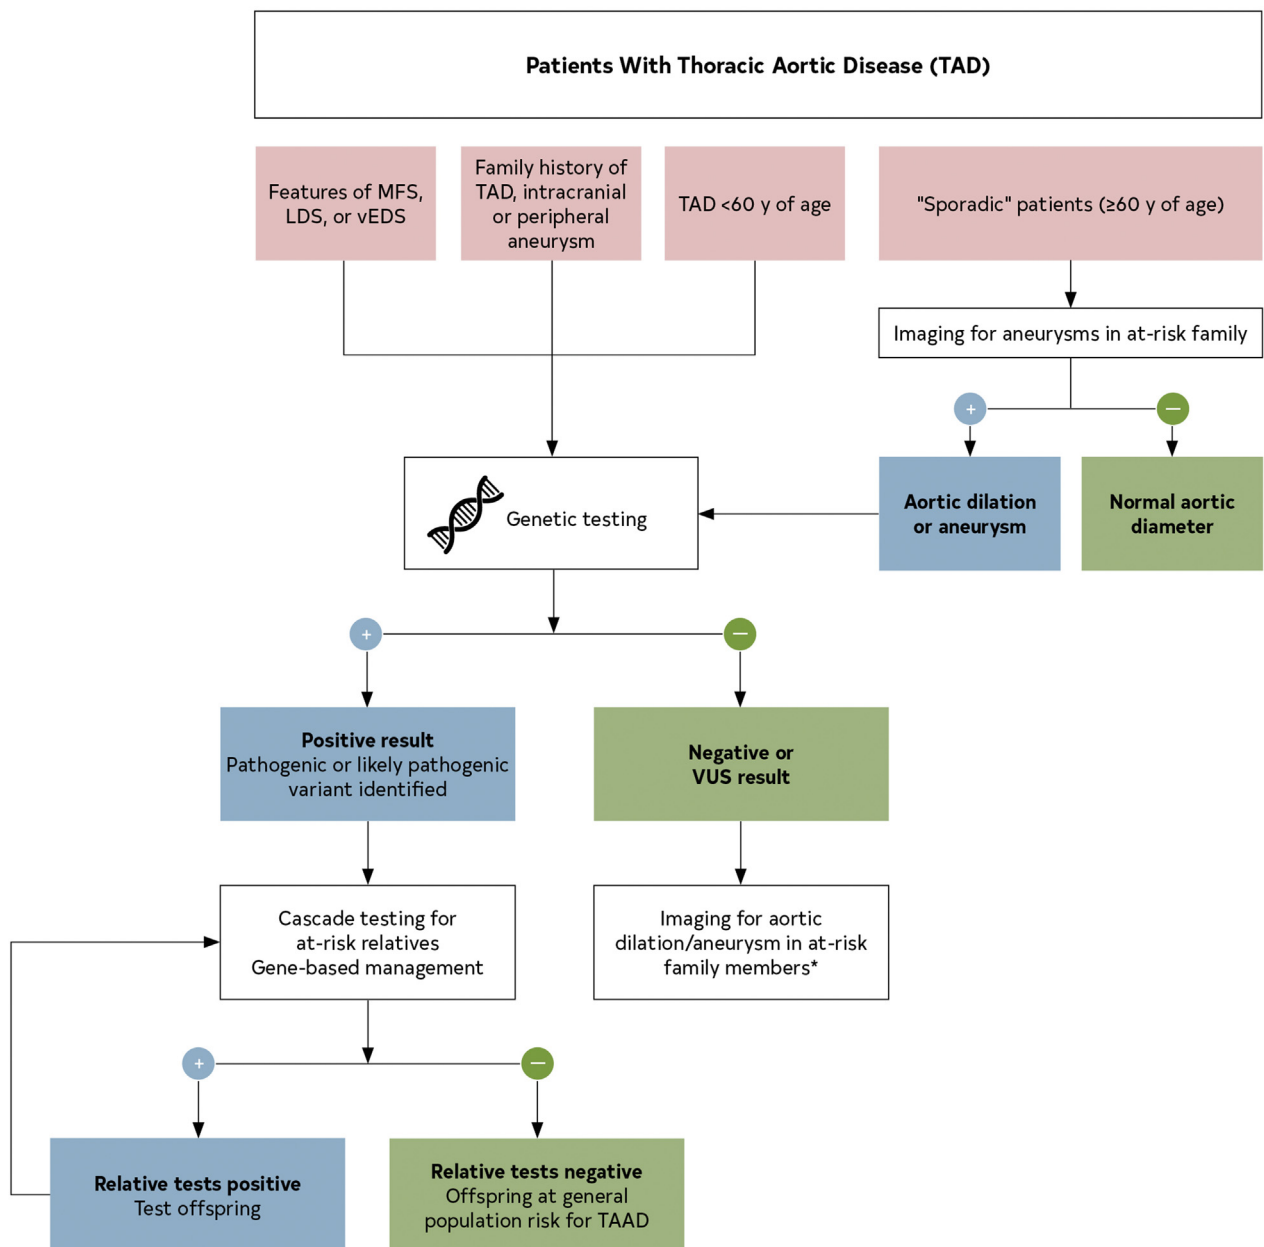 Patients With Thoracic Aortic Disease (TAD)
Features of MFS,
LDS, or vEDS
Family history of
TAD, intracranial
or peripheral
aneurysm
TAD <60 y of age
"Sporadic" patients (≥60 y of age)
Imaging for aneurysms in at-risk family
+
—
Aortic dilation
or aneurysm
Normal aortic
diameter
Genetic testing
+
—
Positive result
Pathogenic or likely pathogenic
variant identified
Negative or
VUS result
Cascade testing for
at-risk relatives
Gene-based management
Imaging for aortic
dilation/aneurysm in at-risk
family members*
+
—
Relative tests positive
Test offspring
Relative tests negative
Offspring at general
population risk for TAAD